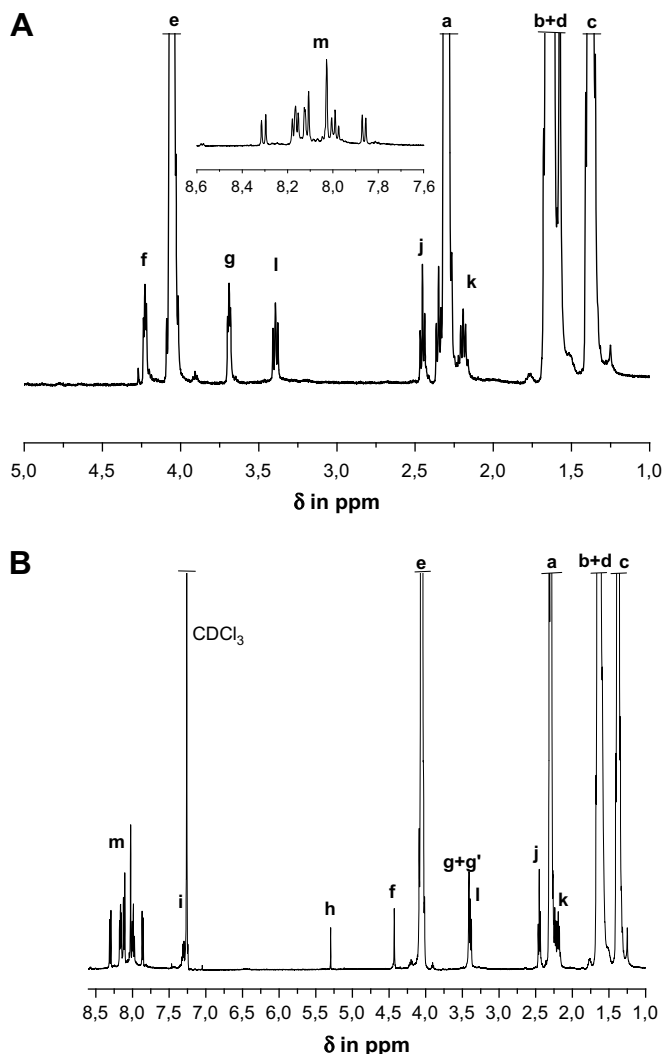 A
e
a
b+d
c
m
8,6 8,4 8,2 8,0 7,8 7,6
f
g
l
j
k
5,0 4,5 4,0 3,5 3,0 2,5 2,0 1,5 1,0
δ in ppm
B
e
a
b+d
c
CDCl₃
m
i
h
f
g+g'
l
j
k
8,5 8,0 7,5 7,0 6,5 6,0 5,5 5,0 4,5 4,0 3,5 3,0 2,5 2,0 1,5 1,0
δ in ppm